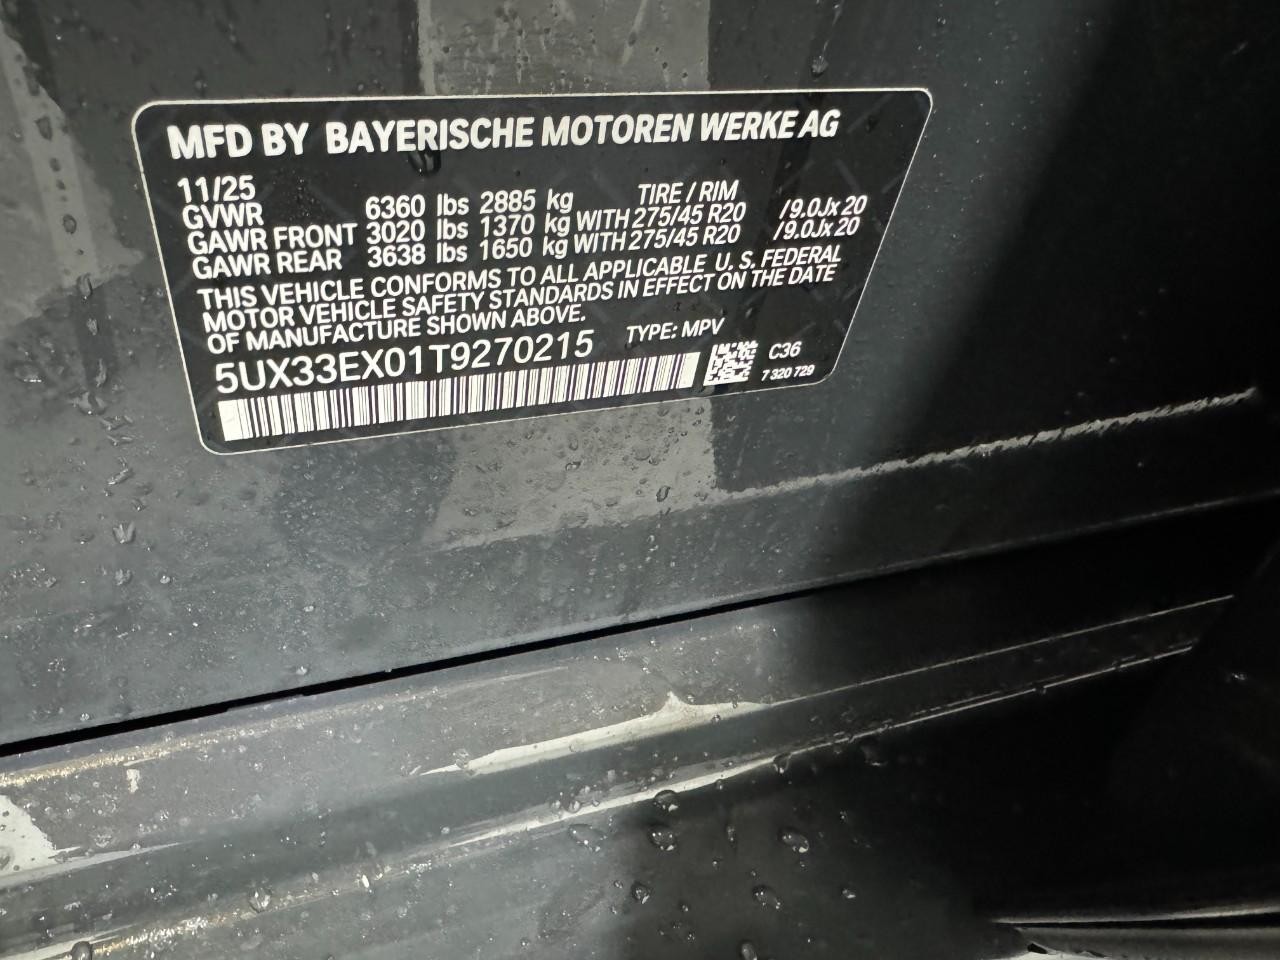 MFD BY BAYERISCHE MOTOREN WERKE AG
11/25 TIRE / RIM
GVWR 6360 lbs 2885 kg
GAWR FRONT 3020 lbs 1370 kg WITH 275/45 R20 /9.0Jx20
GAWR REAR 3638 lbs 1650 kg WITH 275/45 R20 /9.0Jx20
THIS VEHICLE CONFORMS TO ALL APPLICABLE U. S. FEDERAL
MOTOR VEHICLE SAFETY STANDARDS IN EFFECT ON THE DATE
OF MANUFACTURE SHOWN ABOVE.
5UX33EX01T9270215 TYPE: MPV
C36
7 320 729